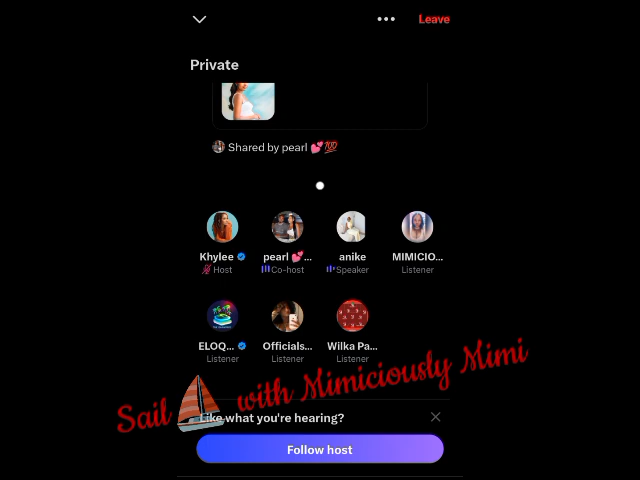 Leave
Private
Shared by pearl 💕💯
Khylee
pearl 💕...
anike
MIMICIO...
Host
Co-host
Speaker
Listener
ELOQ...
Officials...
Wilka Pa...
Listener
Listener
Listener
Sail with Mimiciously Mimi
Like what you're hearing?
Follow host